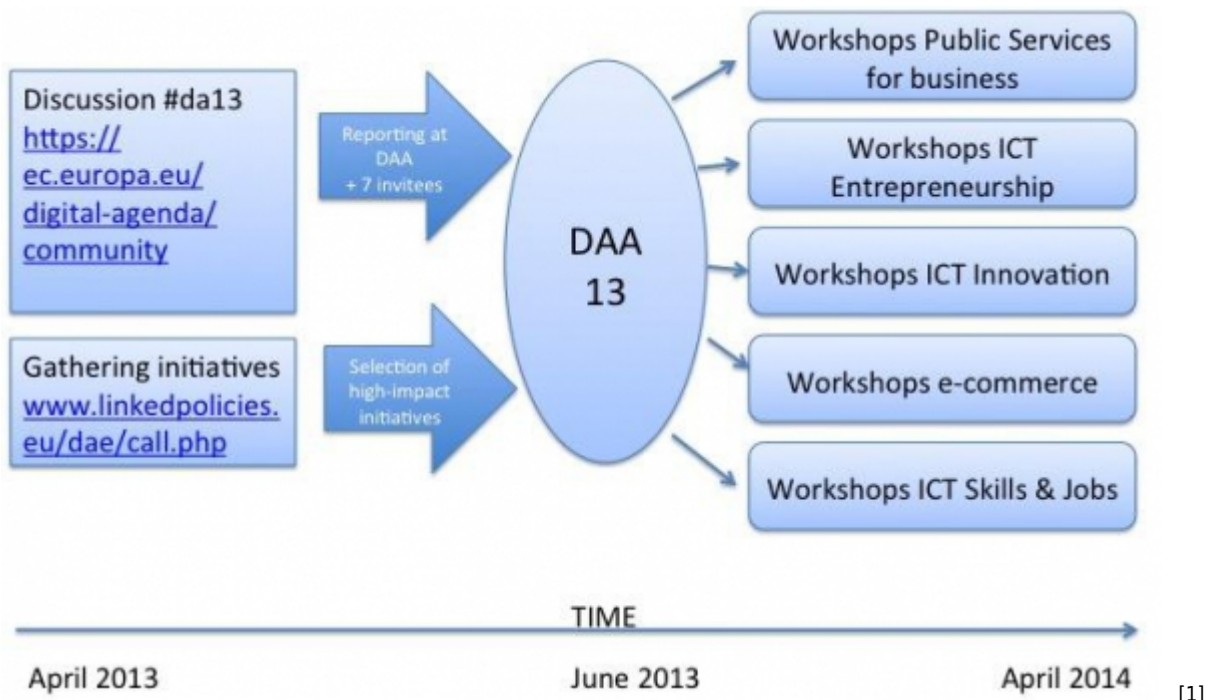 Discussion #da13
https://
ec.europa.eu/
digital-agenda/
community
Gathering initiatives
www.linkedpolicies.
eu/dae/call.php
Reporting at
DAA
+ 7 invitees
Selection of
high-impact
initiatives
DAA
13
Workshops Public Services
for business
Workshops ICT
Entrepreneurship
Workshops ICT Innovation
Workshops e-commerce
Workshops ICT Skills & Jobs
TIME
April 2013
June 2013
April 2014
[1]